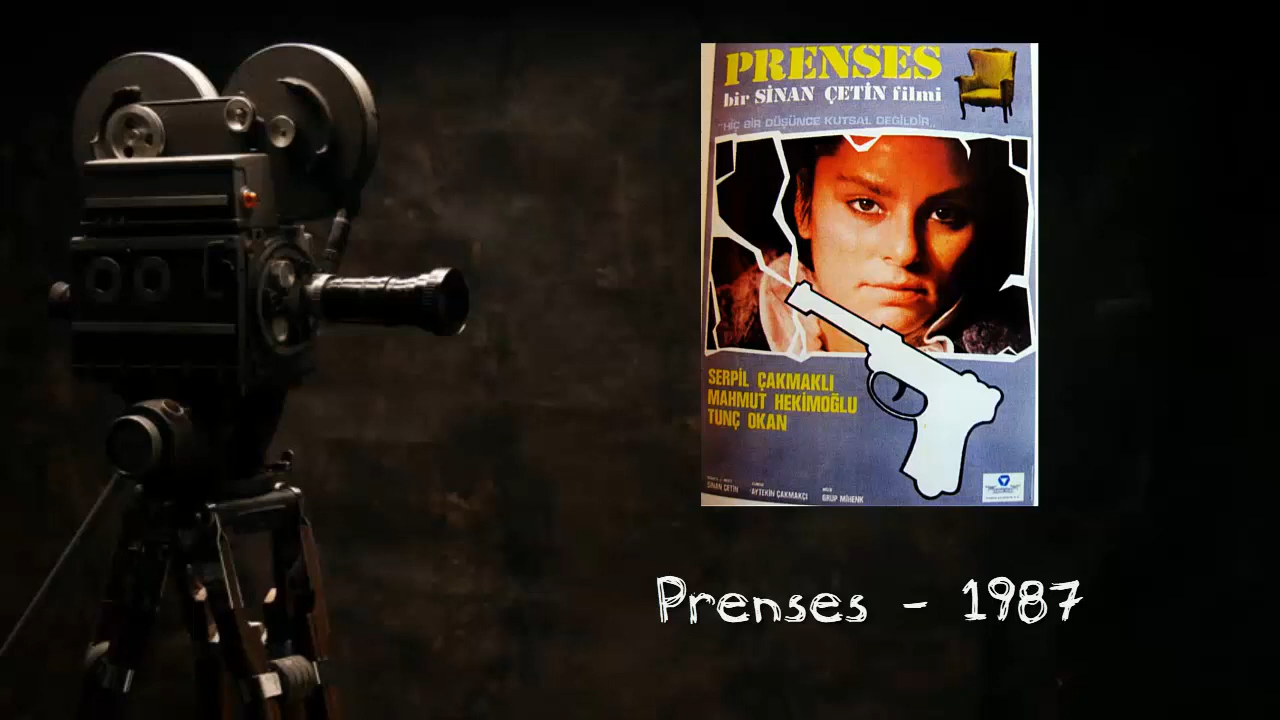 PRENSES
bir SİNAN ÇETİN filmi
"HİÇ BİR DÜŞÜNCE KUTSAL DEĞİLDİR„
SERPİL ÇAKMAKLI
MAHMUT HEKİMOĞLU
TUNÇ OKAN
SİNAN ÇETİN
AYTEKİN ÇAKMAKÇI
GRUP MİHENK
Prenses - 1987